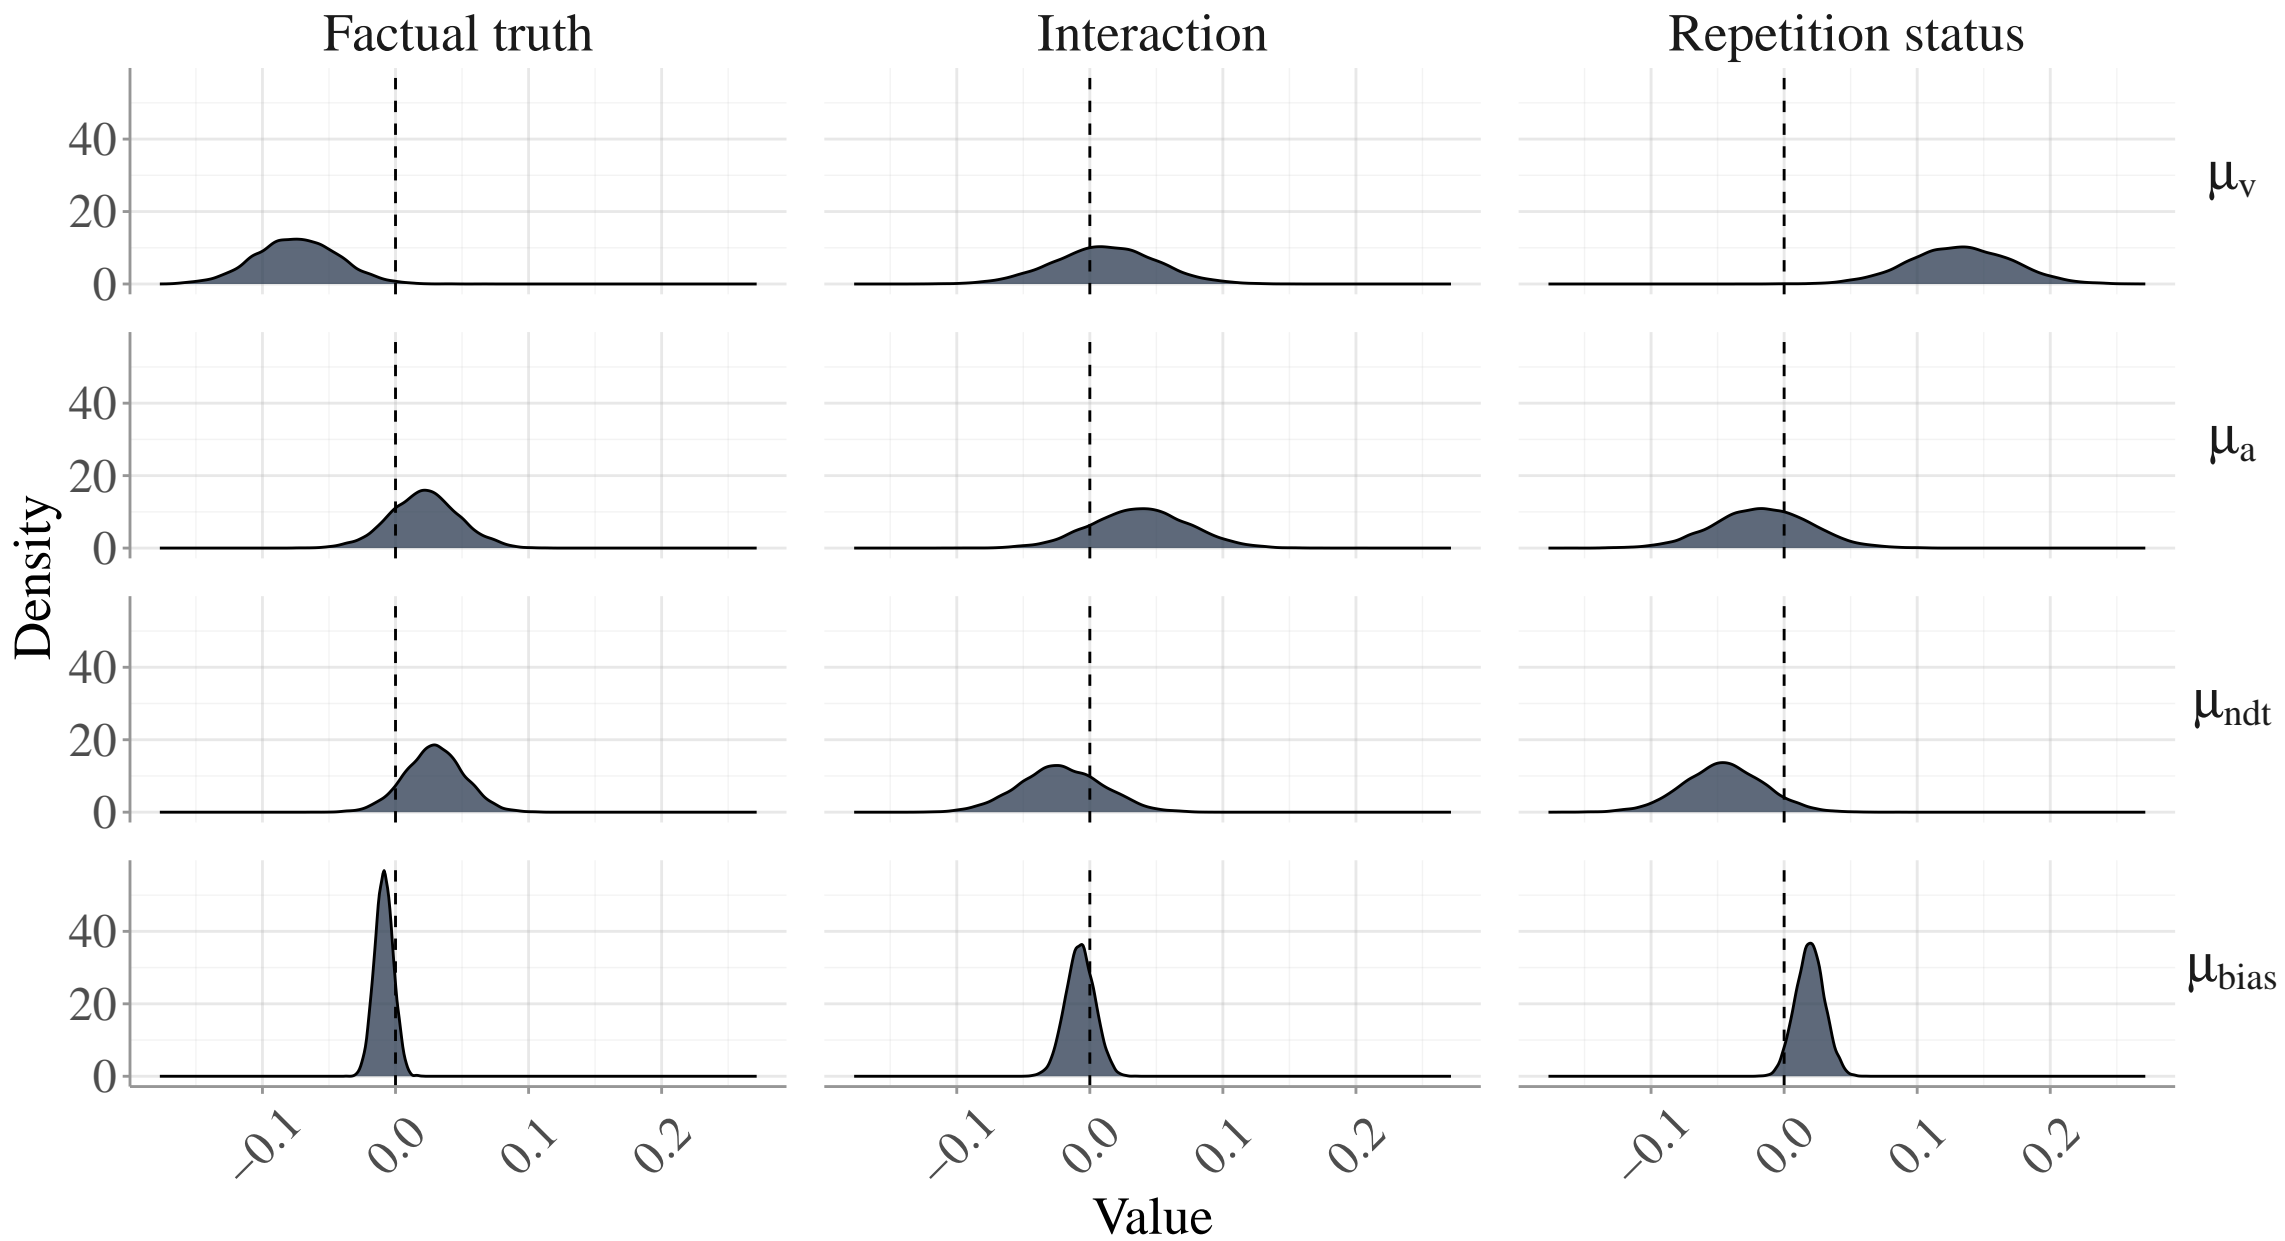 Factual truth Interaction Repetition status
40
20
0
μv
40
20
0
μa
40
20
0
μndt
40
20
0
μbias
Density
−0.1 0.0 0.1 0.2 −0.1 0.0 0.1 0.2 −0.1 0.0 0.1 0.2
Value